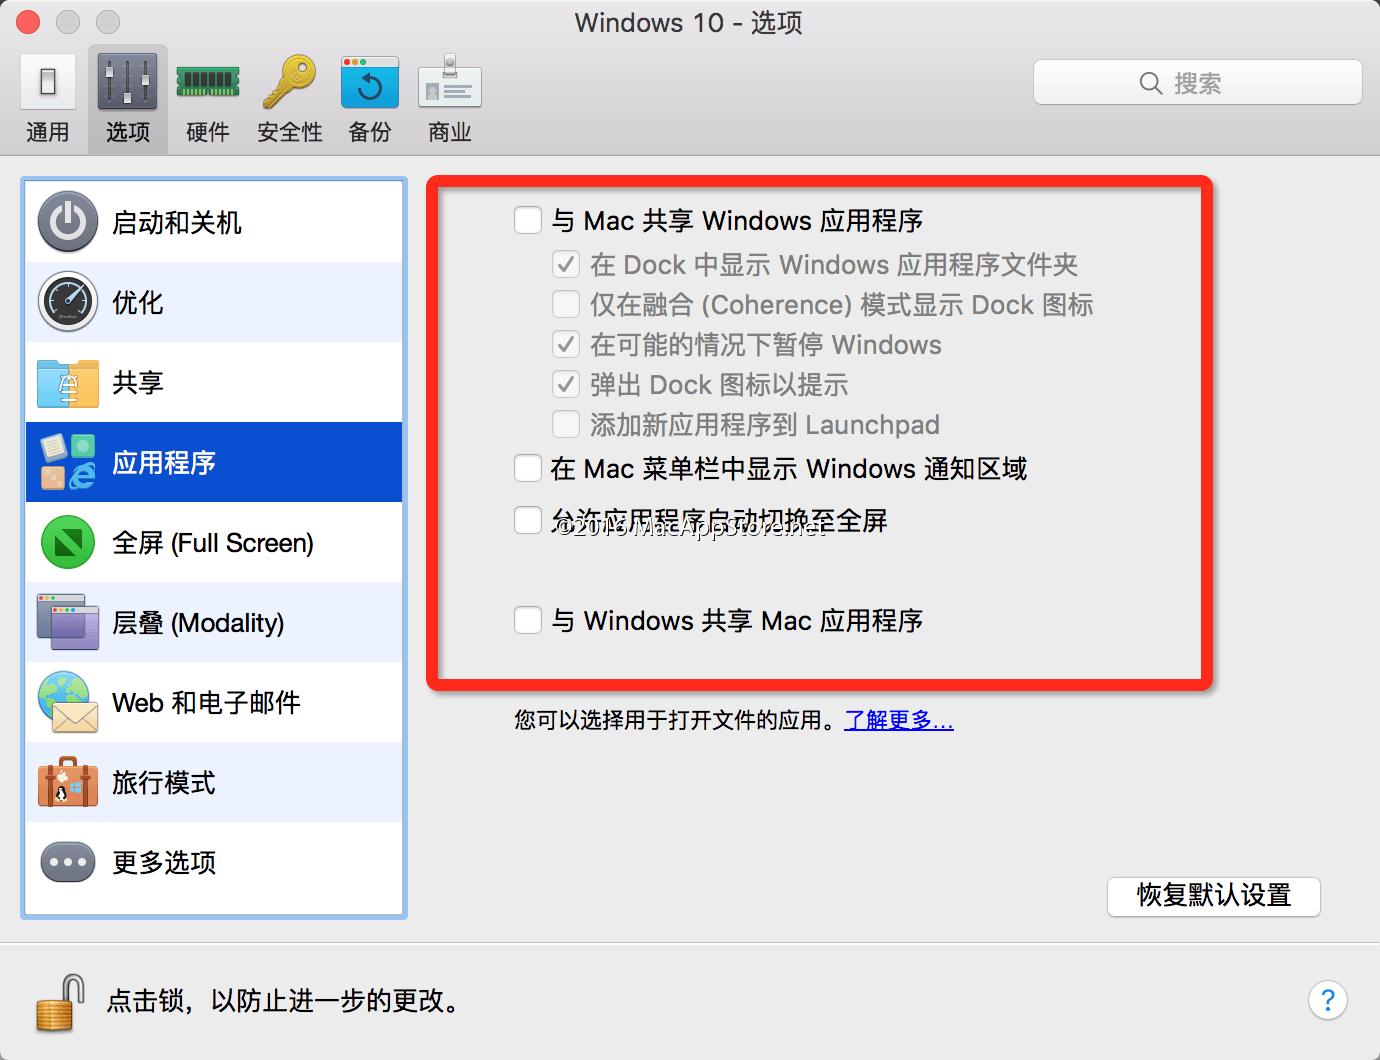 Windows 10 - 选项
通用
选项
硬件
安全性
备份
商业
搜索
启动和关机
优化
共享
应用程序
全屏 (Full Screen)
层叠 (Modality)
Web 和电子邮件
旅行模式
更多选项
与 Mac 共享 Windows 应用程序
在 Dock 中显示 Windows 应用程序文件夹
仅在融合 (Coherence) 模式显示 Dock 图标
在可能的情况下暂停 Windows
弹出 Dock 图标以提示
添加新应用程序到 Launchpad
在 Mac 菜单栏中显示 Windows 通知区域
允许应用程序自动切换至全屏
©2016 MacAppStore.net
与 Windows 共享 Mac 应用程序
您可以选择用于打开文件的应用。了解更多...
恢复默认设置
点击锁，以防止进一步的更改。
?